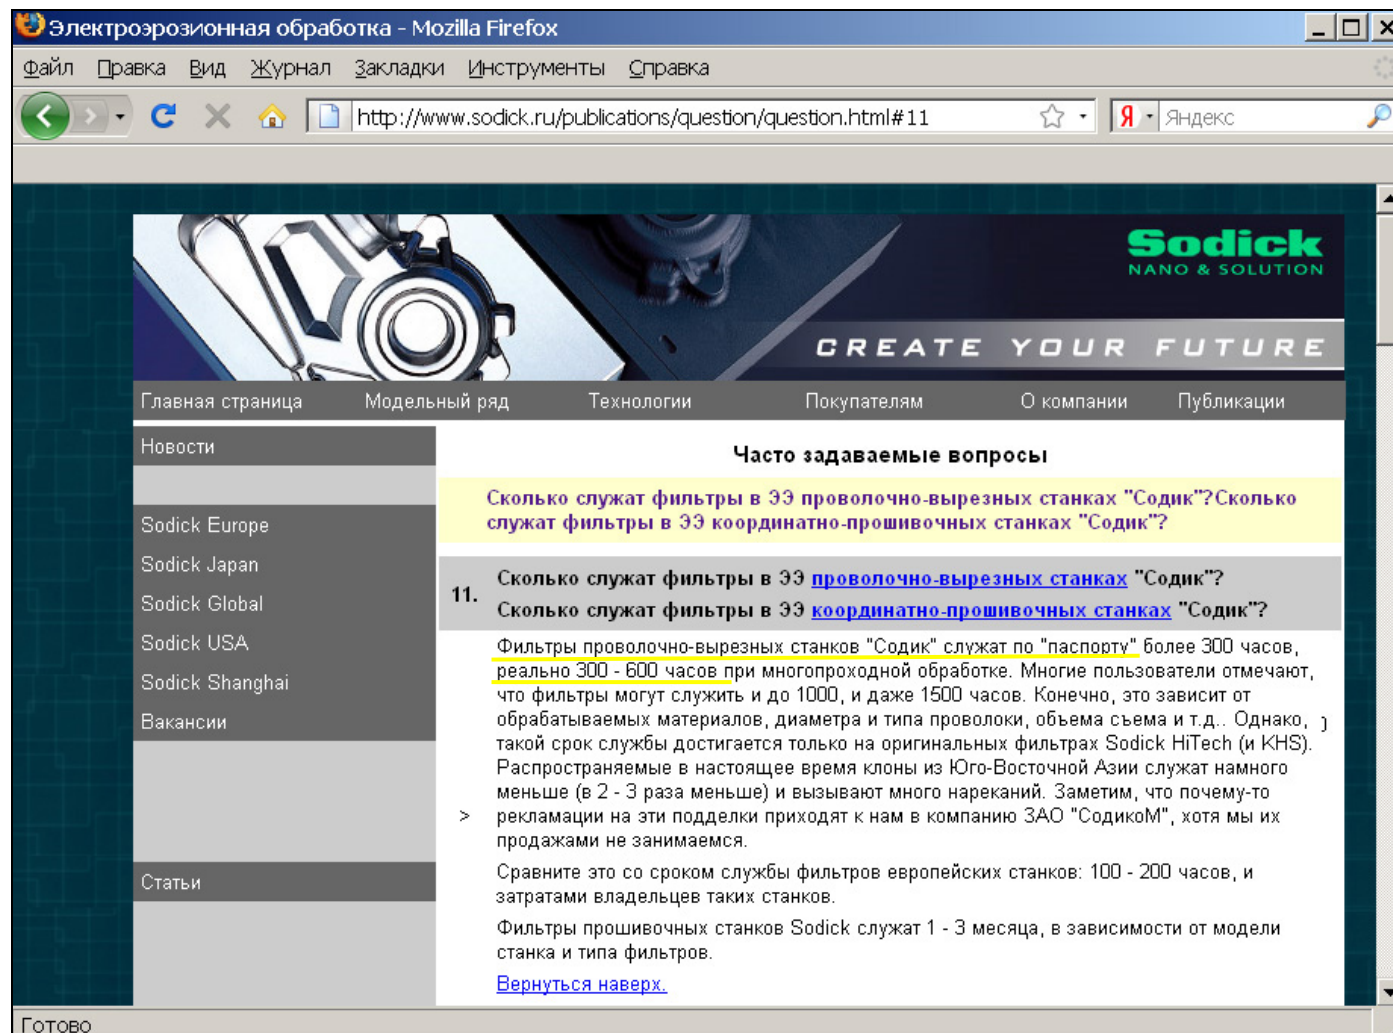 Электроэрозионная обработка - Mozilla Firefox
Файл Правка Вид Журнал Закладки Инструменты Справка
http://www.sodick.ru/publications/question/question.html#11
Я Яндекс
Sodick
NANO & SOLUTION
CREATE YOUR FUTURE
Главная страница Модельный ряд Технологии Покупателям О компании Публикации
Новости
Sodick Europe
Sodick Japan
Sodick Global
Sodick USA
Sodick Shanghai
Вакансии
Статьи
Часто задаваемые вопросы
Сколько служат фильтры в ЭЭ проволочно-вырезных станках "Содик"?Сколько
служат фильтры в ЭЭ координатно-прошивочных станках "Содик"?
11. Сколько служат фильтры в ЭЭ проволочно-вырезных станках "Содик"?
Сколько служат фильтры в ЭЭ координатно-прошивочных станках "Содик"?
Фильтры проволочно-вырезных станков "Содик" служат по "паспорту" более 300 часов,
реально 300 - 600 часов при многопроходной обработке. Многие пользователи отмечают,
что фильтры могут служить и до 1000, и даже 1500 часов. Конечно, это зависит от
обрабатываемых материалов, диаметра и типа проволоки, объема съема и т.д.. Однако,
такой срок службы достигается только на оригинальных фильтрах Sodick HiTech (и KHS).
Распространяемые в настоящее время клоны из Юго-Восточной Азии служат намного
меньше (в 2 - 3 раза меньше) и вызывают много нареканий. Заметим, что почему-то
> рекламации на эти подделки приходят к нам в компанию ЗАО "СодикоМ", хотя мы их
продажами не занимаемся.
Сравните это со сроком службы фильтров европейских станков: 100 - 200 часов, и
затратами владельцев таких станков.
Фильтры прошивочных станков Sodick служат 1 - 3 месяца, в зависимости от модели
станка и типа фильтров.
Вернуться наверх.
Готово